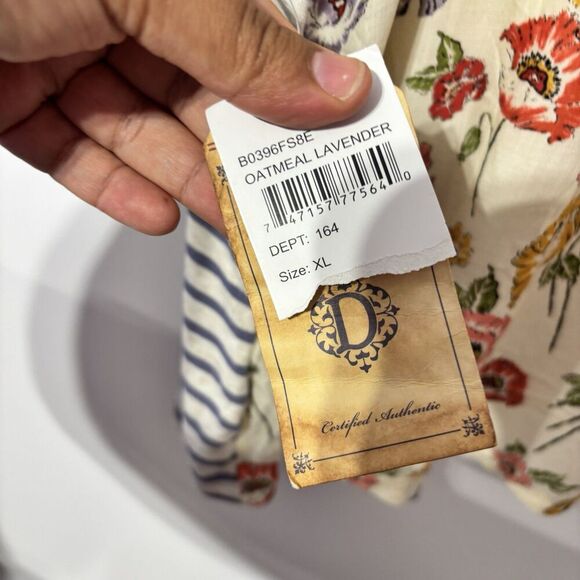 B0396FS8E
OATMEAL LAVENDER
7 47157 77564 0
DEPT: 164
Size: XL
D
Certified Authentic